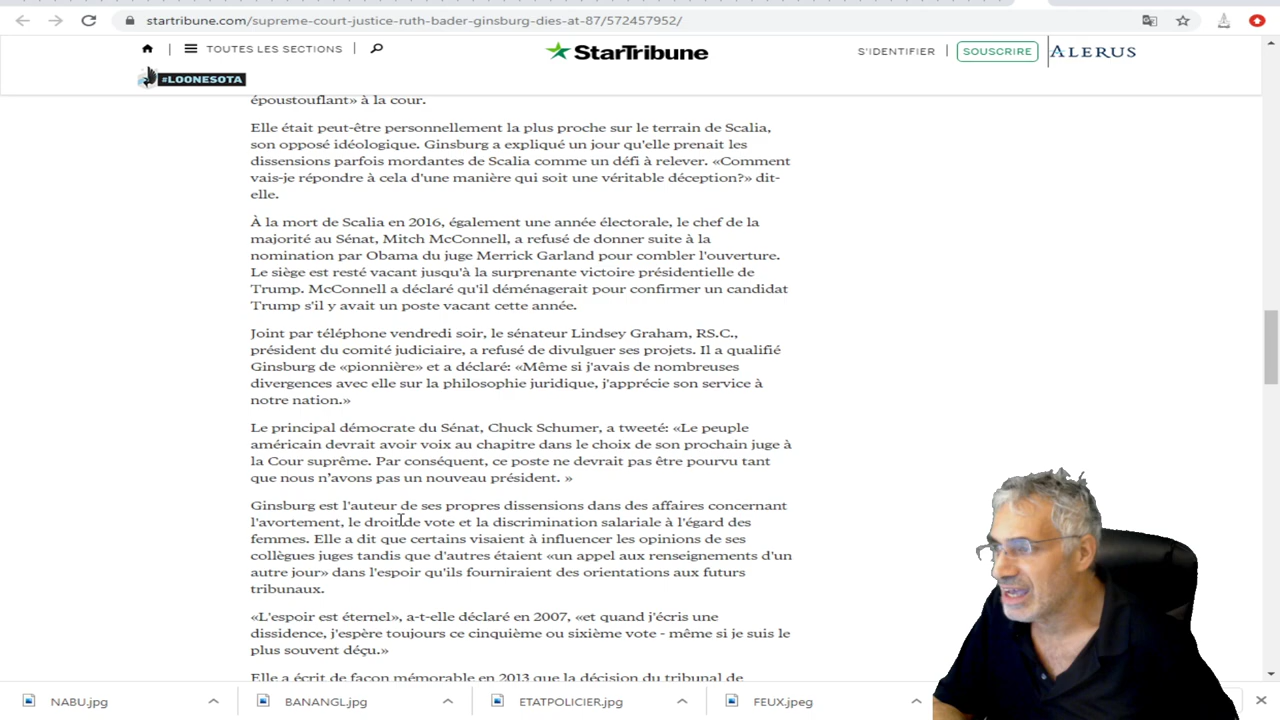 startribune.com/supreme-court-justice-ruth-bader-ginsburg-dies-at-87/572457952/
TOUTES LES SECTIONS
StarTribune
S'IDENTIFIER
SOUSCRIRE
ALERUS
#LOONESOTA
époustouflant» à la cour.
Elle était peut-être personnellement la plus proche sur le terrain de Scalia,
son opposé idéologique. Ginsburg a expliqué un jour qu'elle prenait les
dissensions parfois mordantes de Scalia comme un défi à relever. «Comment
vais-je répondre à cela d'une manière qui soit une véritable déception?» dit-
elle.
À la mort de Scalia en 2016, également une année électorale, le chef de la
majorité au Sénat, Mitch McConnell, a refusé de donner suite à la
nomination par Obama du juge Merrick Garland pour combler l'ouverture.
Le siège est resté vacant jusqu'à la surprenante victoire présidentielle de
Trump. McConnell a déclaré qu'il déménagerait pour confirmer un candidat
Trump s'il y avait un poste vacant cette année.
Joint par téléphone vendredi soir, le sénateur Lindsey Graham, RS.C.,
président du comité judiciaire, a refusé de divulguer ses projets. Il a qualifié
Ginsburg de «pionnière» et a déclaré: «Même si j'avais de nombreuses
divergences avec elle sur la philosophie juridique, j'apprécie son service à
notre nation.»
Le principal démocrate du Sénat, Chuck Schumer, a tweeté: «Le peuple
américain devrait avoir voix au chapitre dans le choix de son prochain juge à
la Cour suprême. Par conséquent, ce poste ne devrait pas être pourvu tant
que nous n'avons pas un nouveau président. »
Ginsburg est l'auteur de ses propres dissensions dans des affaires concernant
l'avortement, le droit de vote et la discrimination salariale à l'égard des
femmes. Elle a dit que certains visaient à influencer les opinions de ses
collègues juges tandis que d'autres étaient «un appel aux renseignements d'un
autre jour» dans l'espoir qu'ils fourniraient des orientations aux futurs
tribunaux.
«L'espoir est éternel», a-t-elle déclaré en 2007, «et quand j'écris une
dissidence, j'espère toujours ce cinquième ou sixième vote - même si je suis le
plus souvent déçu.»
Elle a écrit de façon mémorable en 2013 que la décision du tribunal de
NABU.jpg
BANANGL.jpg
ETATPOLICIER.jpg
FEUX.jpeg